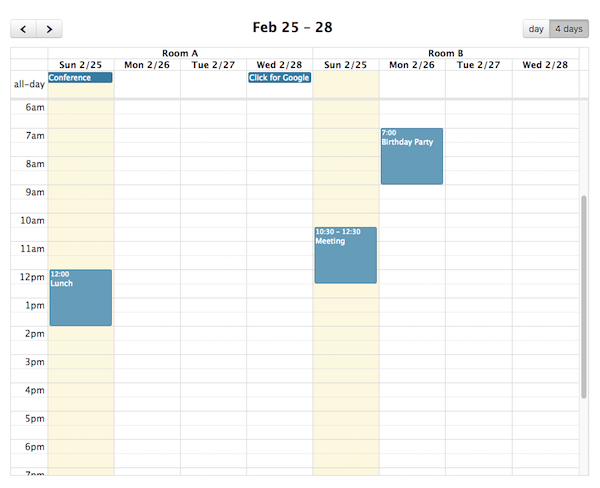 Feb 25 – 28
day 4 days
Room A Room B
Sun 2/25 Mon 2/26 Tue 2/27 Wed 2/28 Sun 2/25 Mon 2/26 Tue 2/27 Wed 2/28
all-day Conference Click for Google
6am
7am 7:00
Birthday Party
8am
9am
10am
10:30 – 12:30
Meeting
11am
12pm 12:00
Lunch
1pm
2pm
3pm
4pm
5pm
6pm
7pm